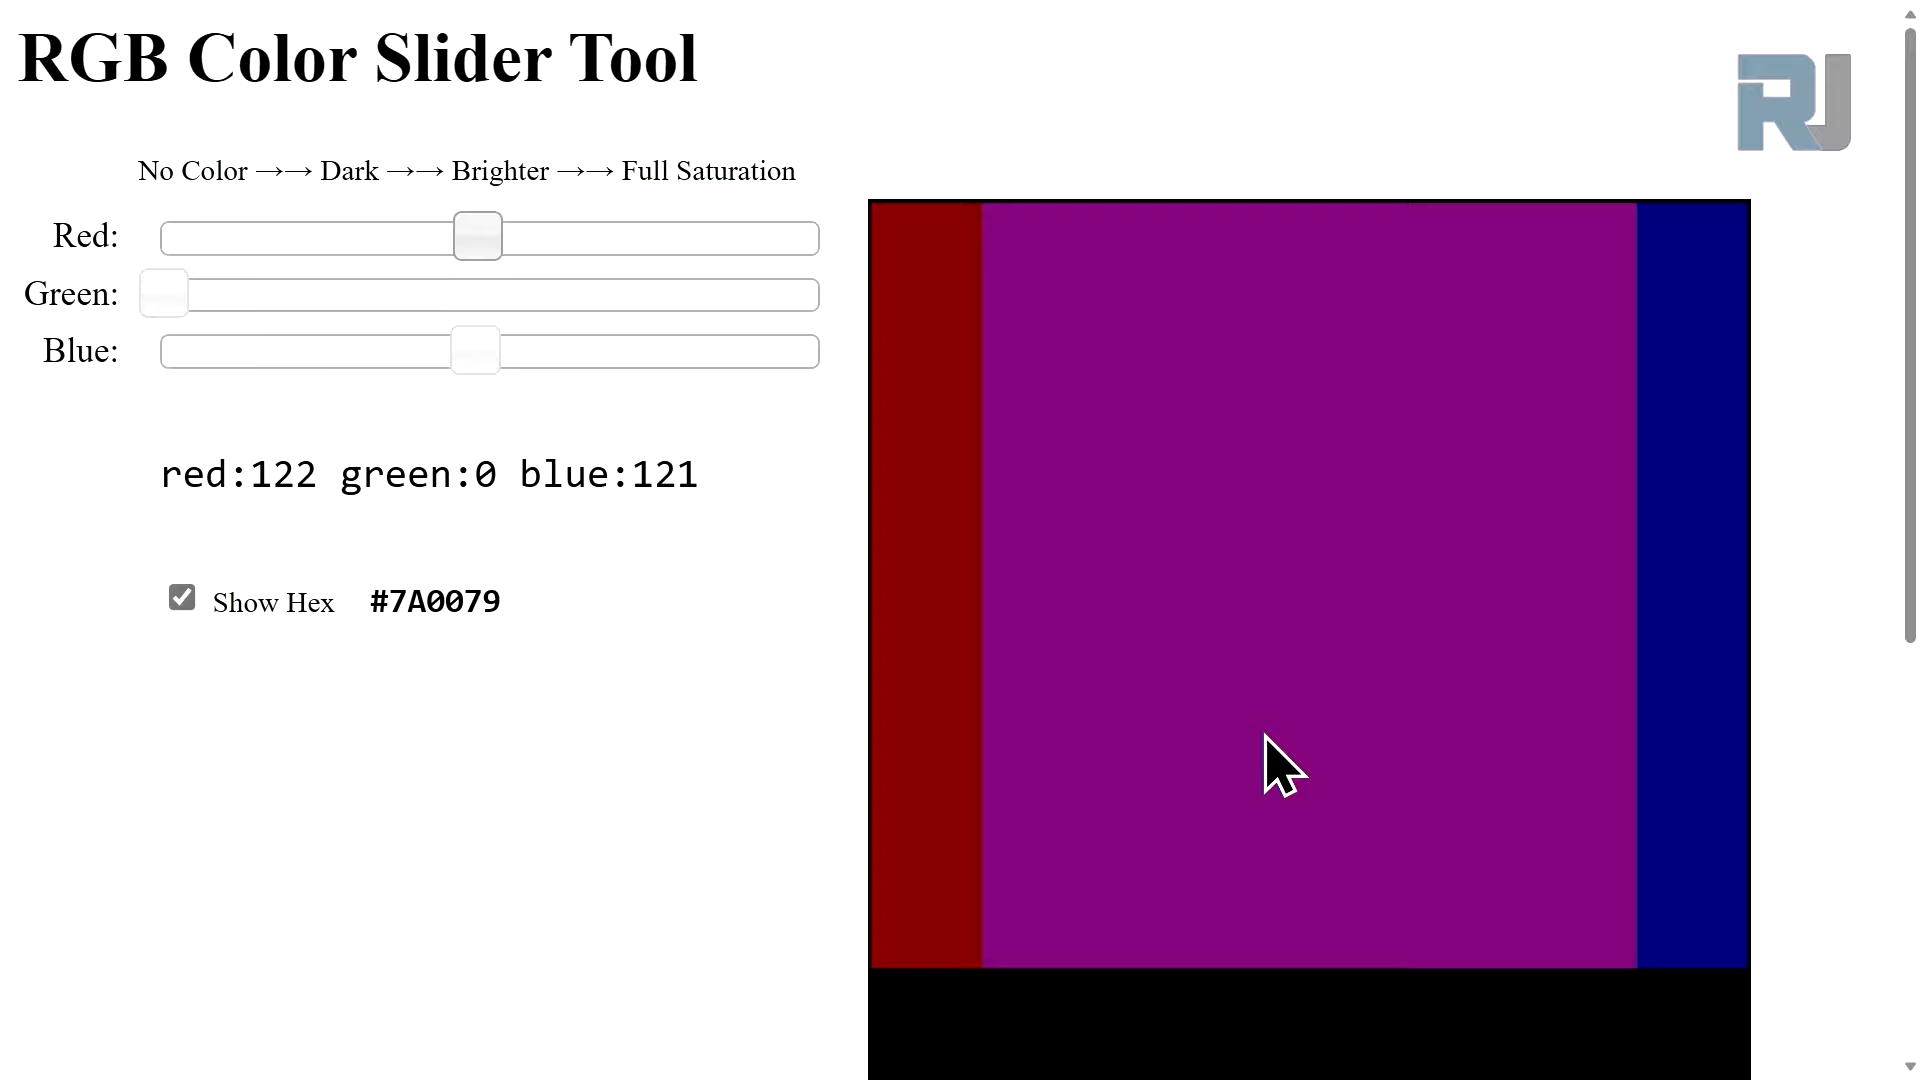 RGB Color Slider Tool
RJ
No Color →→ Dark →→ Brighter →→ Full Saturation
Red:
Green:
Blue:
red:122 green:0 blue:121
Show Hex #7A0079